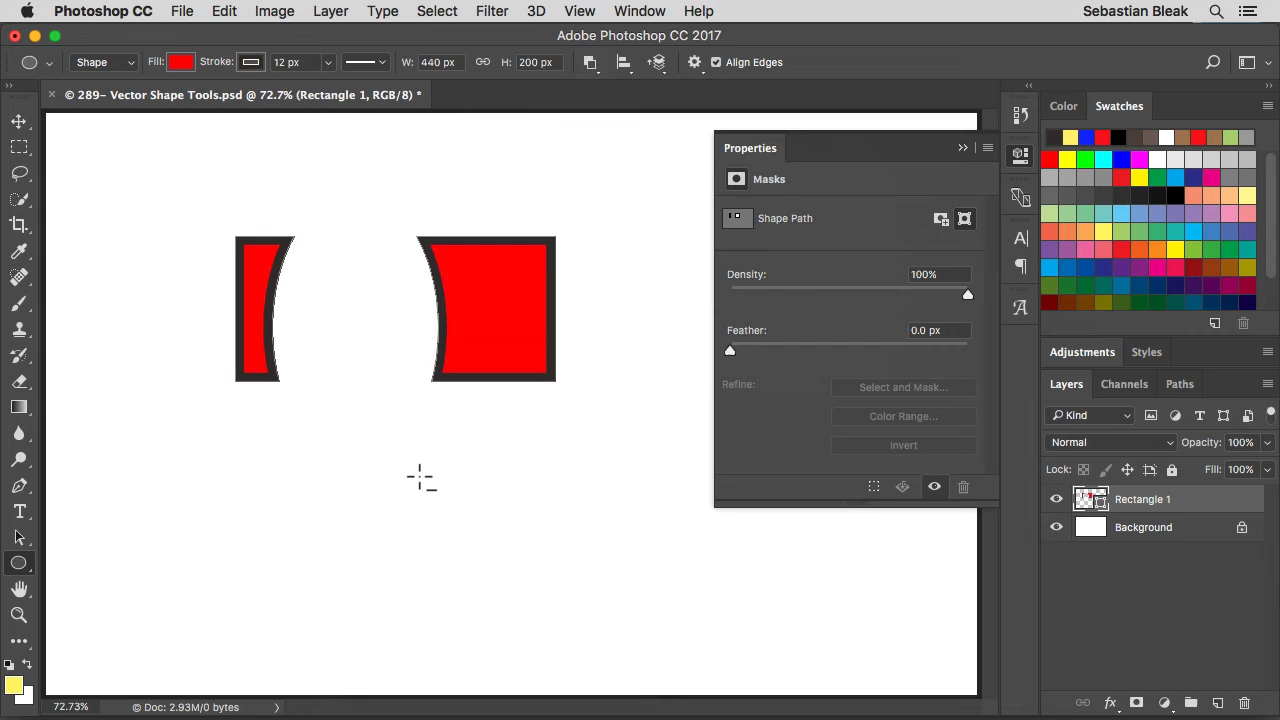 Photoshop CC File Edit Image Layer Type Select Filter 3D View Window Help Sebastian Bleak
Adobe Photoshop CC 2017
Shape Fill: Stroke: 12 px W: 440 px H: 200 px Align Edges
© 289– Vector Shape Tools.psd @ 72.7% (Rectangle 1, RGB/8) *
Color Swatches
Properties
Masks
Shape Path
Density: 100%
Feather: 0.0 px
Refine: Select and Mask...
Color Range...
Invert
Adjustments Styles
Layers Channels Paths
Kind
Normal Opacity: 100%
Lock: Fill: 100%
Rectangle 1
Background
72.73% © Doc: 2.93M/0 bytes